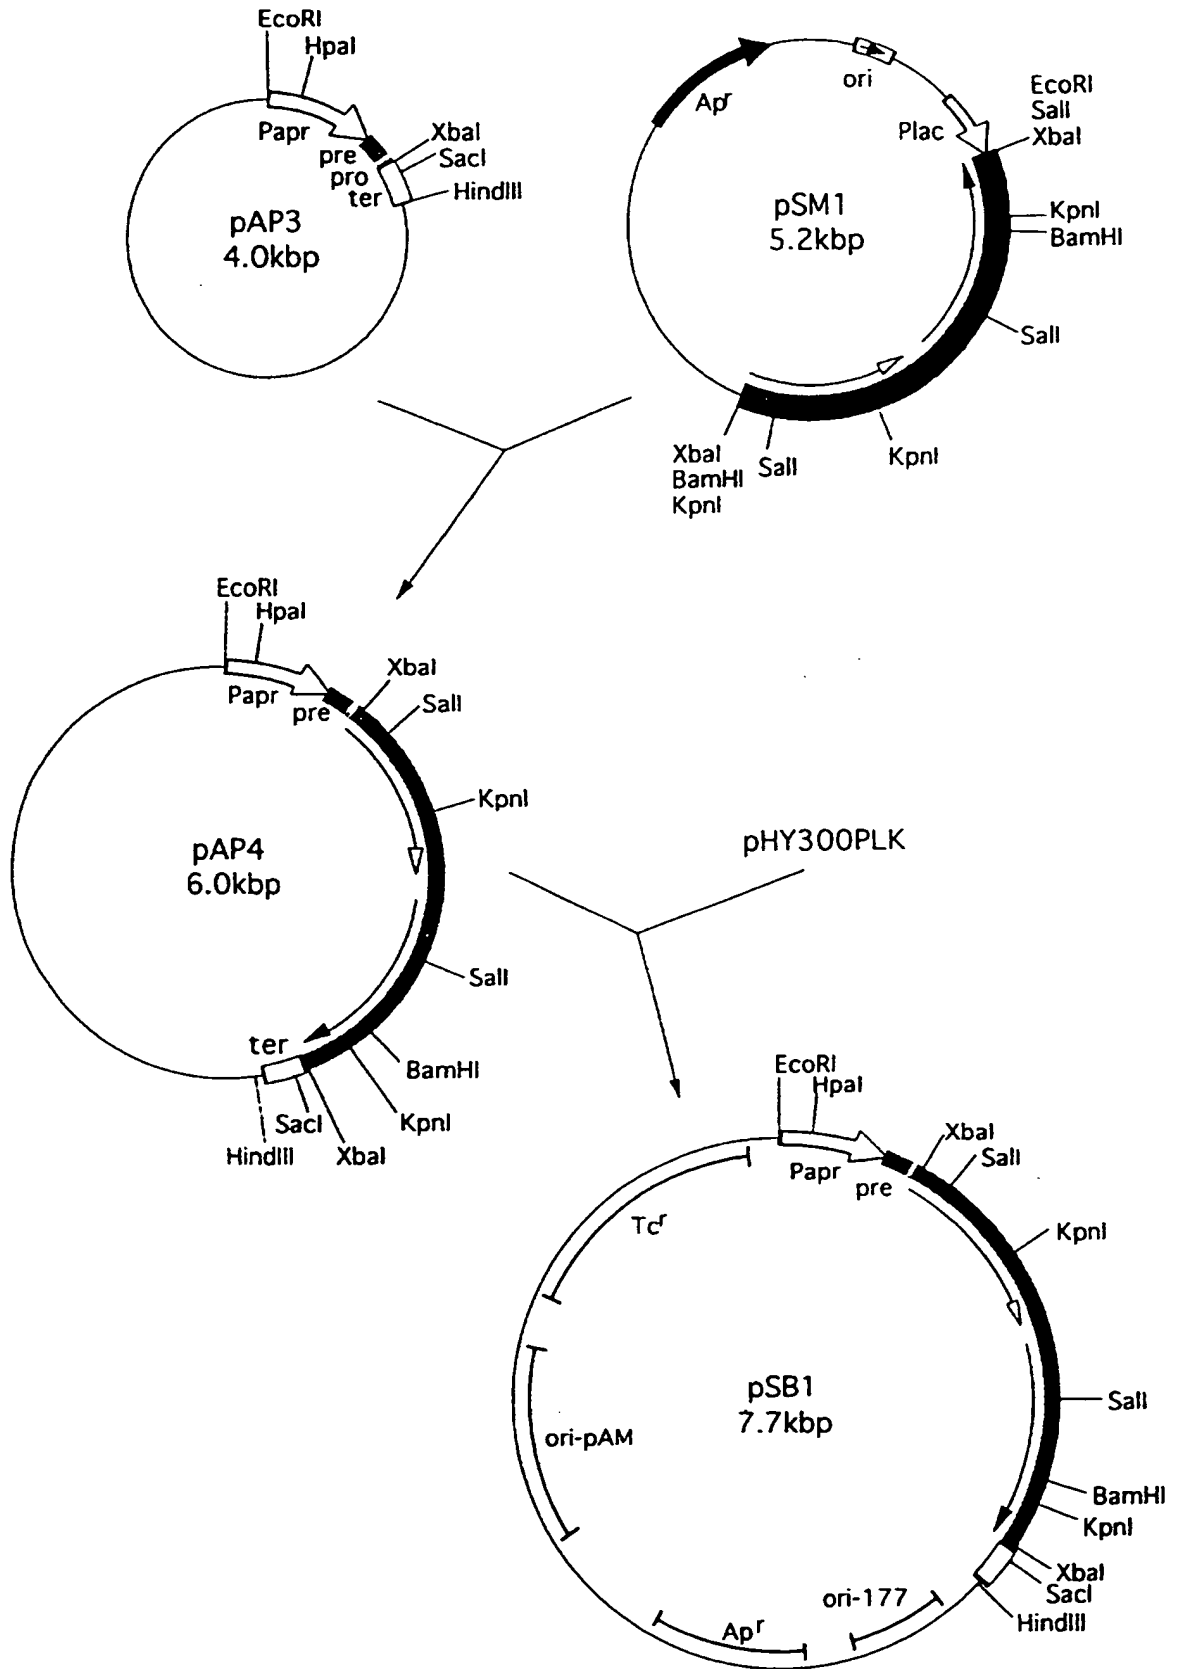 EcoRI
HpaI
Papr
pre
pro
ter
XbaI
SacI
HindIII
pAP3
4.0kbp
Apr
ori
Plac
EcoRI
SalI
XbaI
KpnI
BamHI
SalI
KpnI
SalI
XbaI
BamHI
KpnI
pSM1
5.2kbp
EcoRI
HpaI
Papr
pre
XbaI
SalI
KpnI
SalI
BamHI
KpnI
XbaI
SacI
HindIII
ter
pAP4
6.0kbp
pHY300PLK
EcoRI
HpaI
Papr
pre
XbaI
SalI
KpnI
SalI
BamHI
KpnI
XbaI
SacI
HindIII
ori-177
Apr
ori-pAM
Tcr
pSB1
7.7kbp